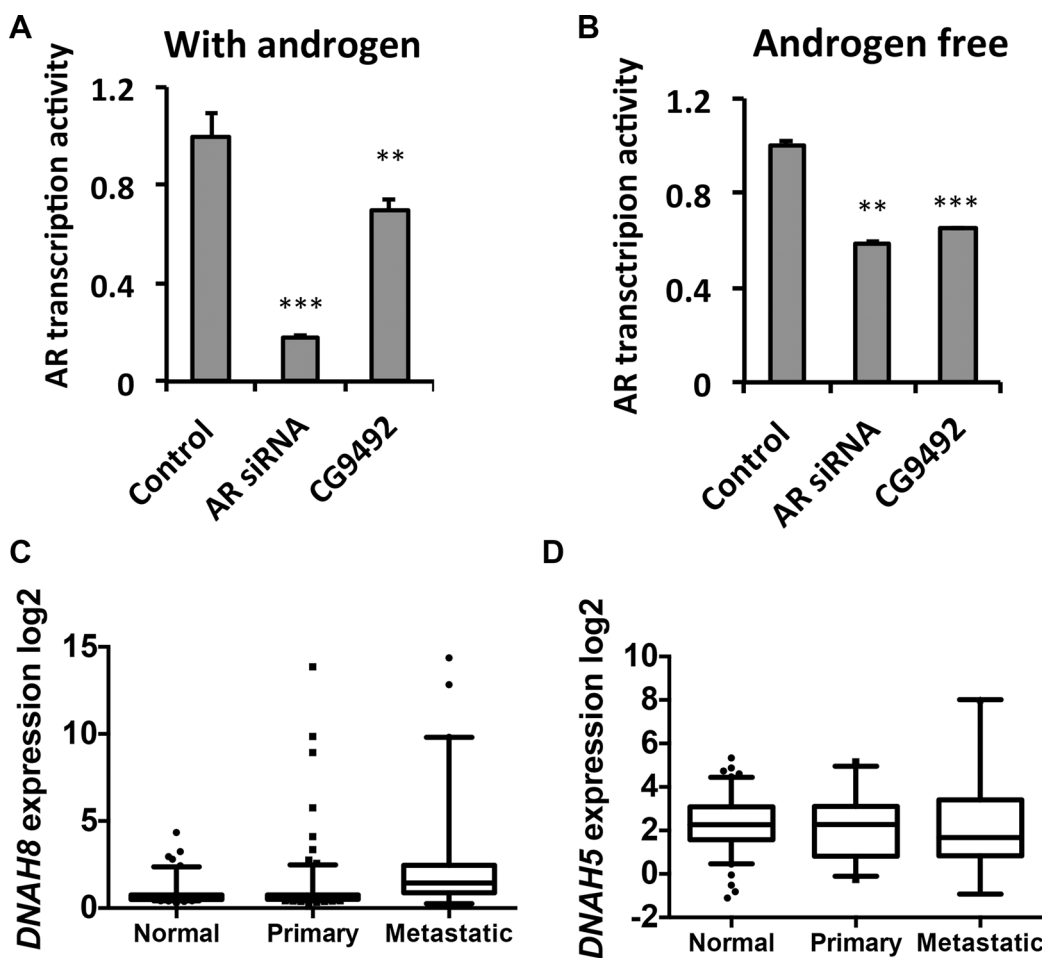 A
With androgen
AR transcription activity
1.2
0.8
0.4
0
**
***
Control
AR siRNA
CG9492
B
Androgen free
AR transctripion activity
1.2
0.8
0.4
0
**
***
Control
AR siRNA
CG9492
C
DNAH8 expression log2
15
10
5
0
Normal
Primary
Metastatic
D
DNAH5 expression log2
10
8
6
4
2
0
-2
Normal
Primary
Metastatic